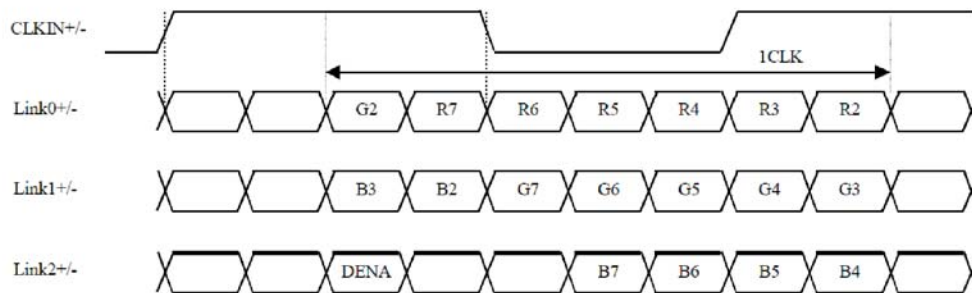 CLKIN+/-
1CLK
Link0+/- G2 R7 R6 R5 R4 R3 R2
Link1+/- B3 B2 G7 G6 G5 G4 G3
Link2+/- DENA B7 B6 B5 B4